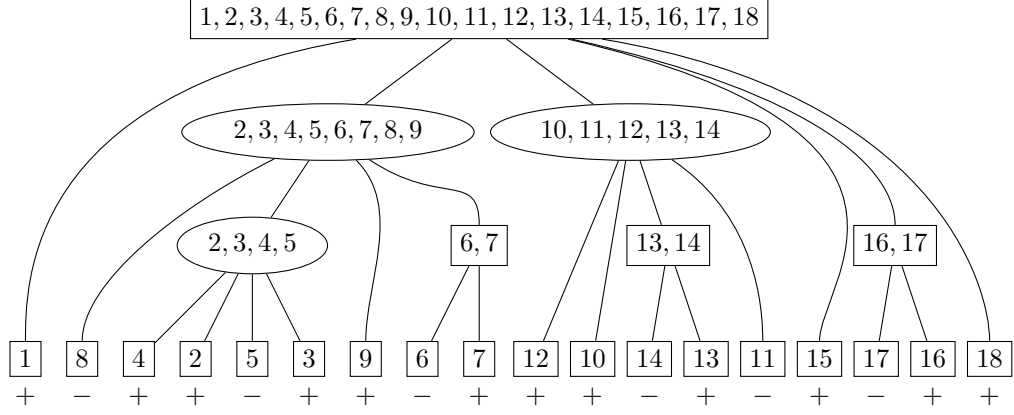 1, 2, 3, 4, 5, 6, 7, 8, 9, 10, 11, 12, 13, 14, 15, 16, 17, 18
2, 3, 4, 5, 6, 7, 8, 9
10, 11, 12, 13, 14
2, 3, 4, 5
6, 7
13, 14
16, 17
1 8 4 2 5 3 9 6 7 12 10 14 13 11 15 17 16 18
+ − + + − + + − + + + − + − + − + +